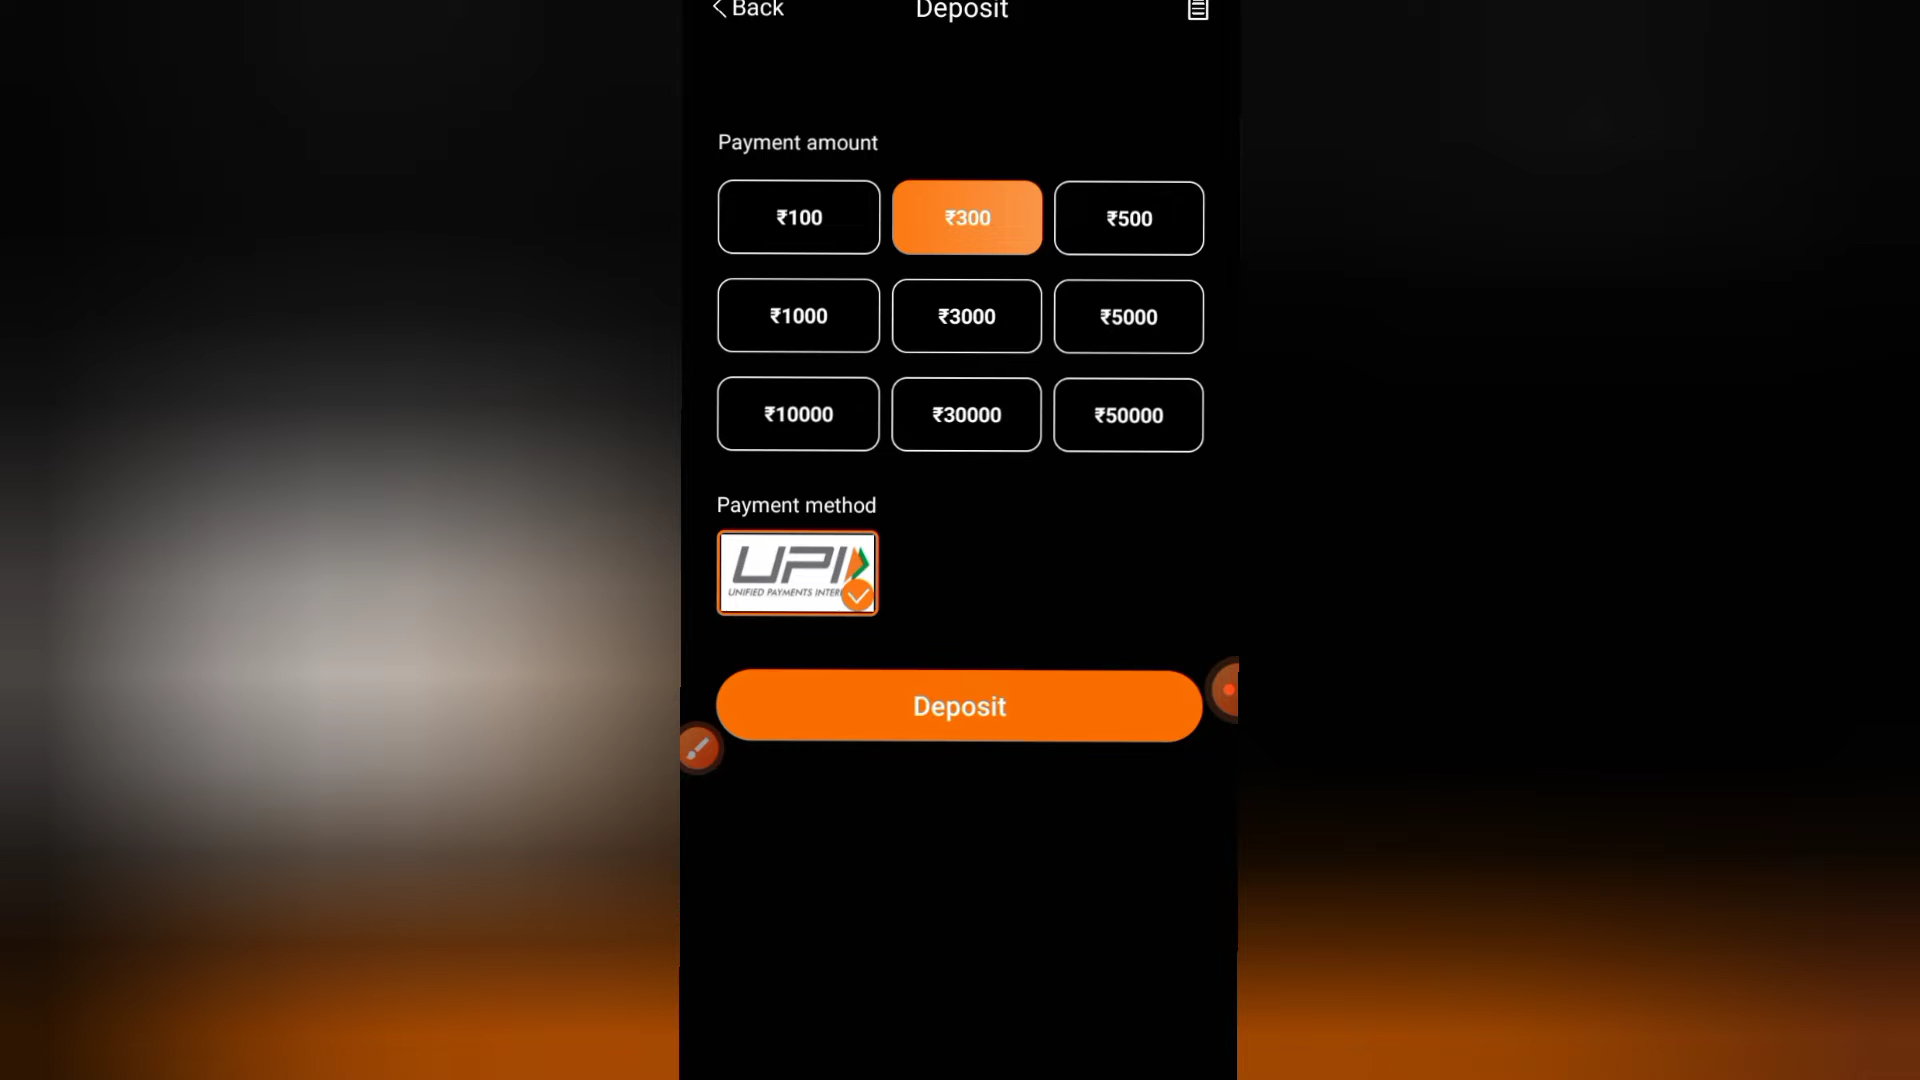 Back Deposit
Payment amount
₹100 ₹300 ₹500
₹1000 ₹3000 ₹5000
₹10000 ₹30000 ₹50000
Payment method
UPI
UNIFIED PAYMENTS INTER
Deposit